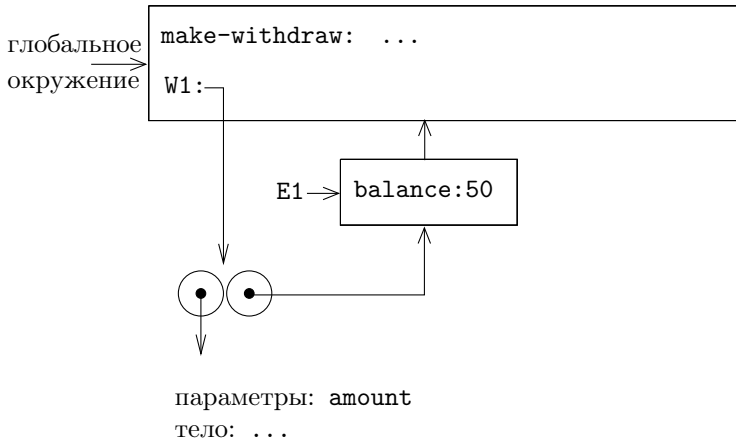 глобальное
окружение
make-withdraw: ...
W1:
E1
balance:50
параметры: amount
тело: ...